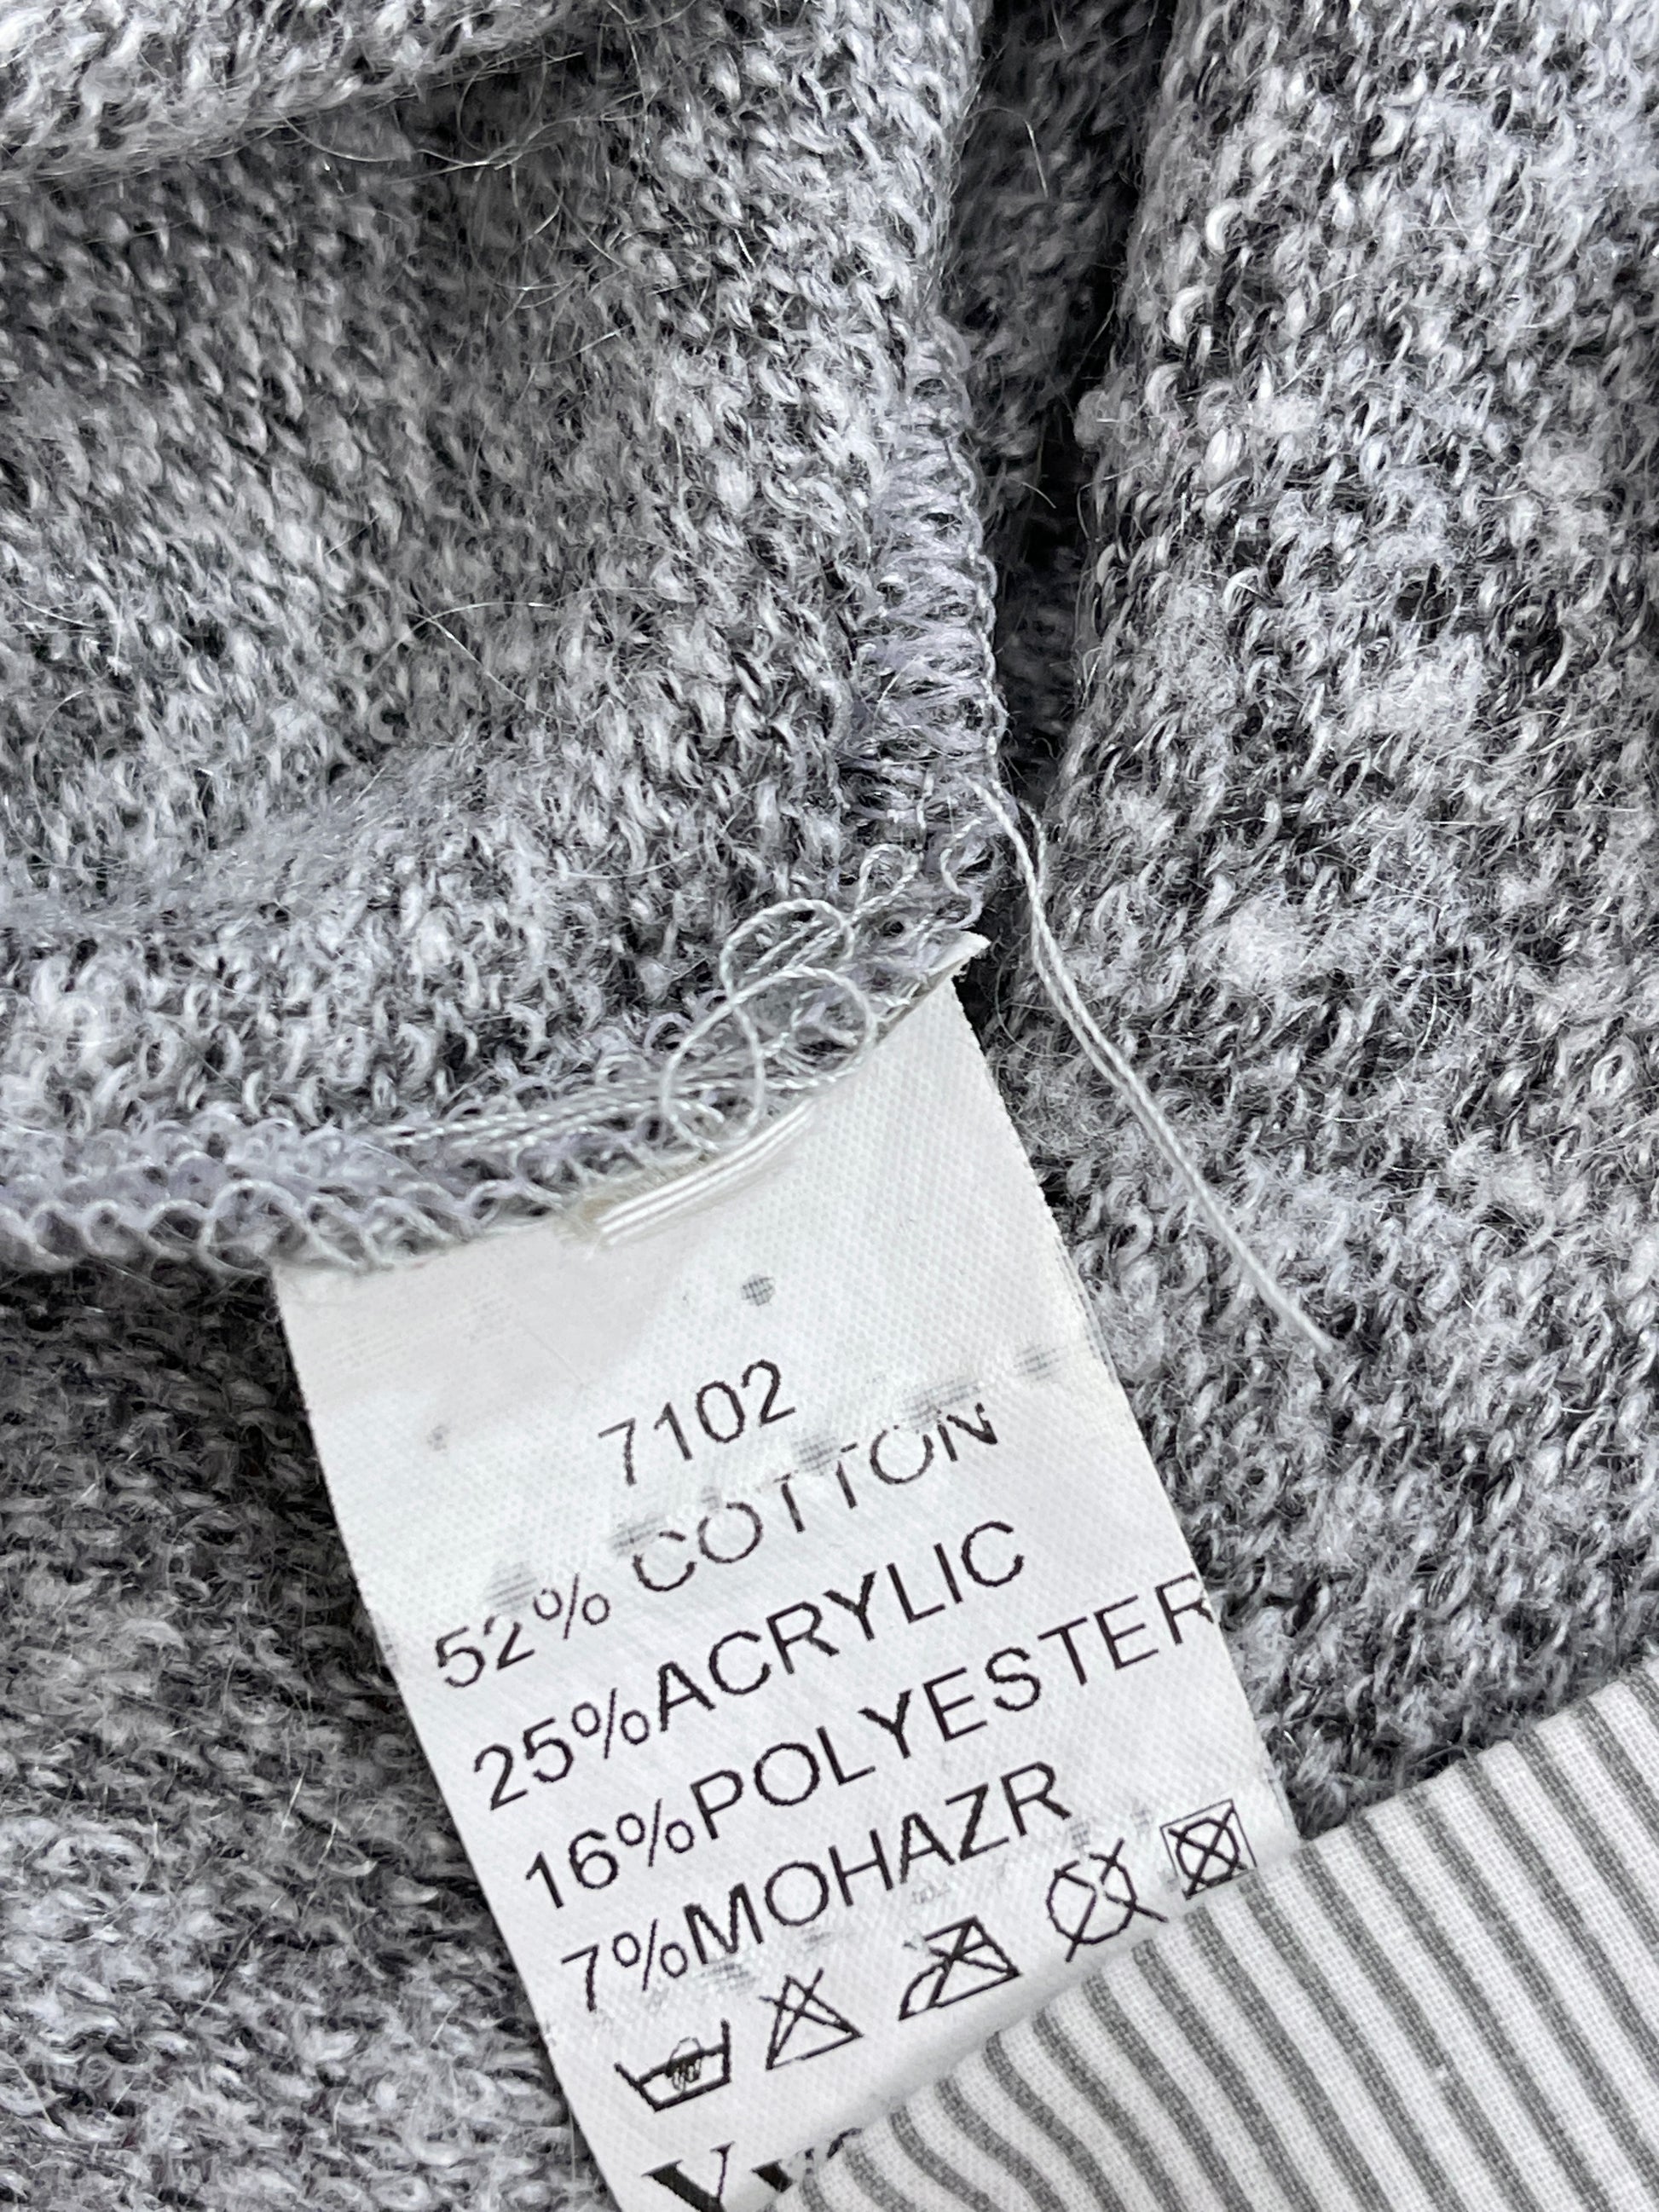 7102
52% COTTON
25%ACRYLIC
16%POLYESTER
7%MOHAZR